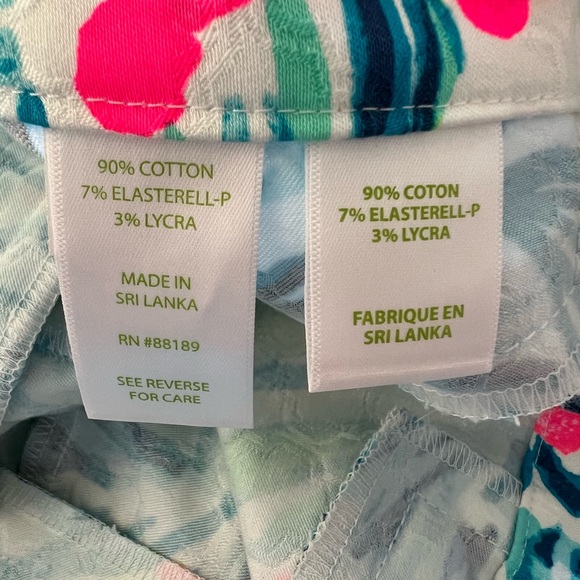 90% COTTON
7% ELASTERELL-P
3% LYCRA
MADE IN
SRI LANKA
RN #88189
SEE REVERSE
FOR CARE
90% COTON
7% ELASTERELL-P
3% LYCRA
FABRIQUE EN
SRI LANKA